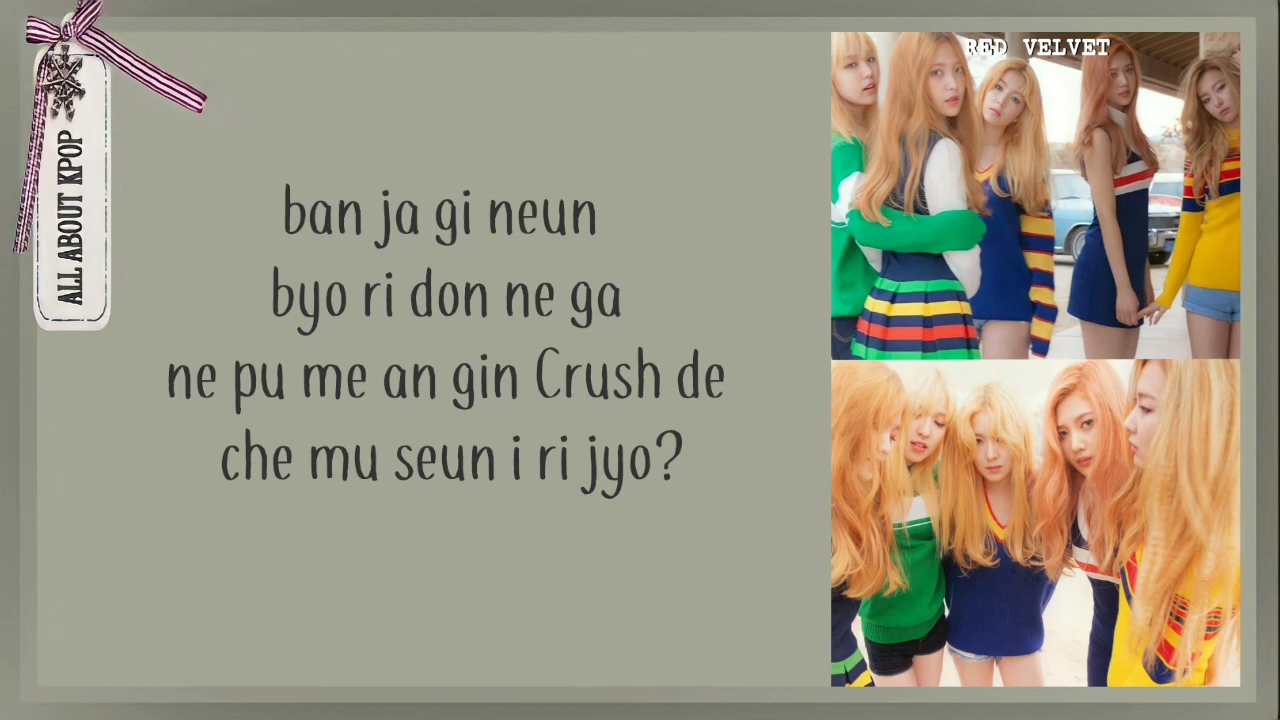 ALL ABOUT KPOP
RED VELVET
ban ja gi neun
byo ri don ne ga
ne pu me an gin Crush de
che mu seun i ri jyo?